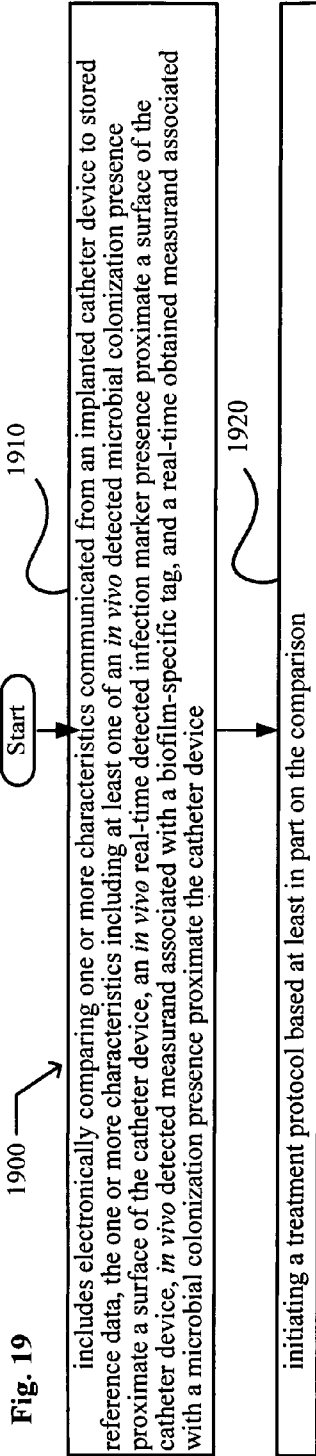 Fig. 19
1900
Start
1910
includes electronically comparing one or more characteristics communicated from an implanted catheter device to stored
reference data, the one or more characteristics including at least one of an in vivo detected microbial colonization presence
proximate a surface of the catheter device, an in vivo real-time detected infection marker presence proximate a surface of the
catheter device, in vivo detected measurand associated with a biofilm-specific tag, and a real-time obtained measurand associated
with a microbial colonization presence proximate the catheter device
1920
initiating a treatment protocol based at least in part on the comparison